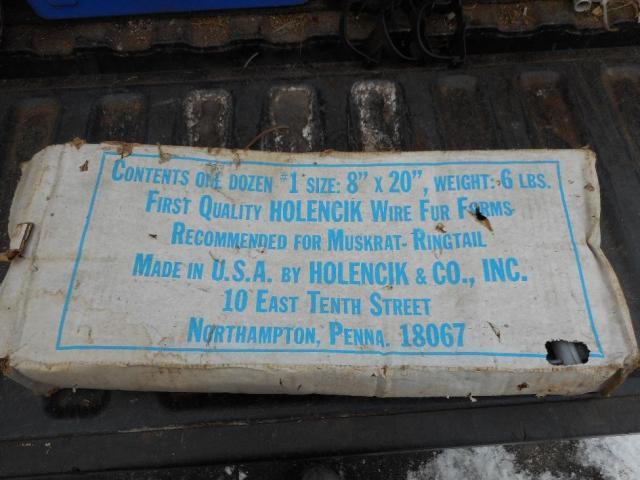 CONTENTS ONE DOZEN #1 SIZE: 8" X 20", WEIGHT: 6 LBS.
FIRST QUALITY HOLENCIK WIRE FUR FORMS
RECOMMENDED FOR MUSKRAT- RINGTAIL
MADE IN U.S.A. BY HOLENCIK & CO., INC.
10 EAST TENTH STREET
NORTHAMPTON, PENNA. 18067